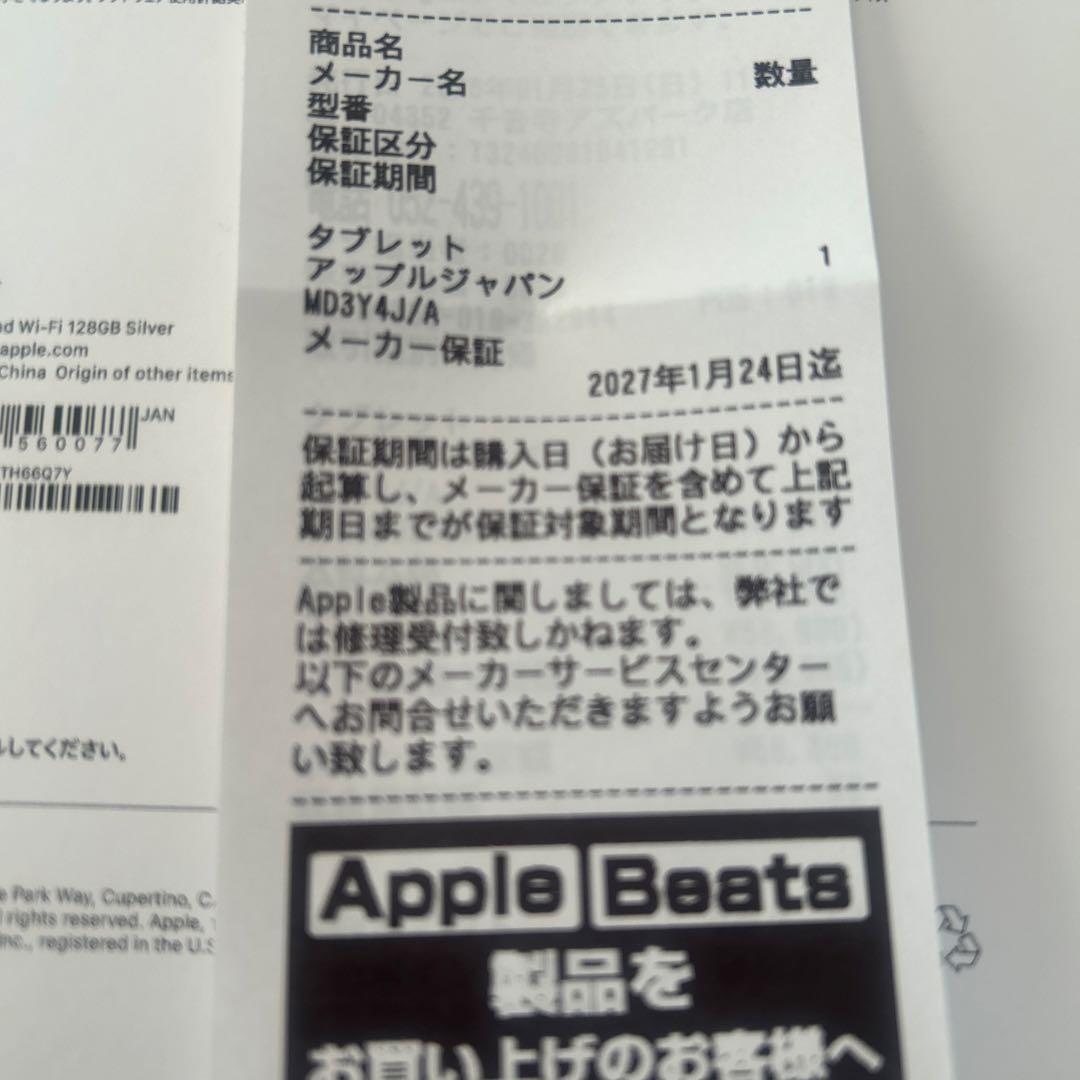 商品名
メーカー名
数量
型番
保証区分
保証期間
タブレット
アップルジャパン
1
MD3Y4J/A
メーカー保証
2027年1月24日迄
保証期間は購入日（お届け日）から
起算し、メーカー保証を含めて上記
期日までが保証対象期間となります
Apple製品に関しましては、弊社で
は修理受付致しかねます。
以下のメーカーサービスセンター
へお問合せいただきますようお願
い致します。
Apple Beats
製品を
お買い上げのお客様へ
d Wi-Fi 128GB Silver
apple.com
China Origin of other items
JAN
560077
TH66Q7Y
してください。
e Park Way, Cupertino, C
rights reserved. Apple,
Inc., registered in the U.S